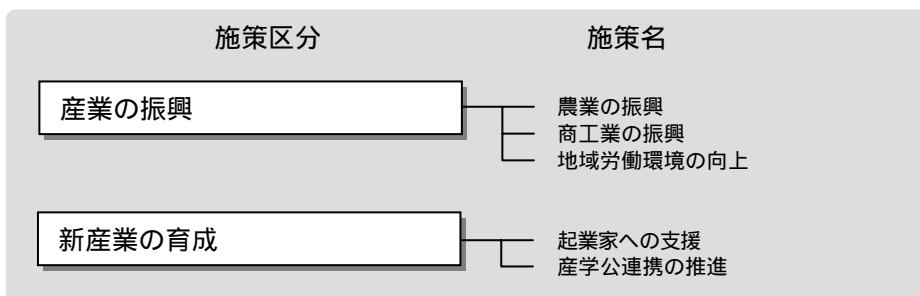 施策区分 施策名
産業の振興
農業の振興
商工業の振興
地域労働環境の向上
新産業の育成
起業家への支援
産学公連携の推進